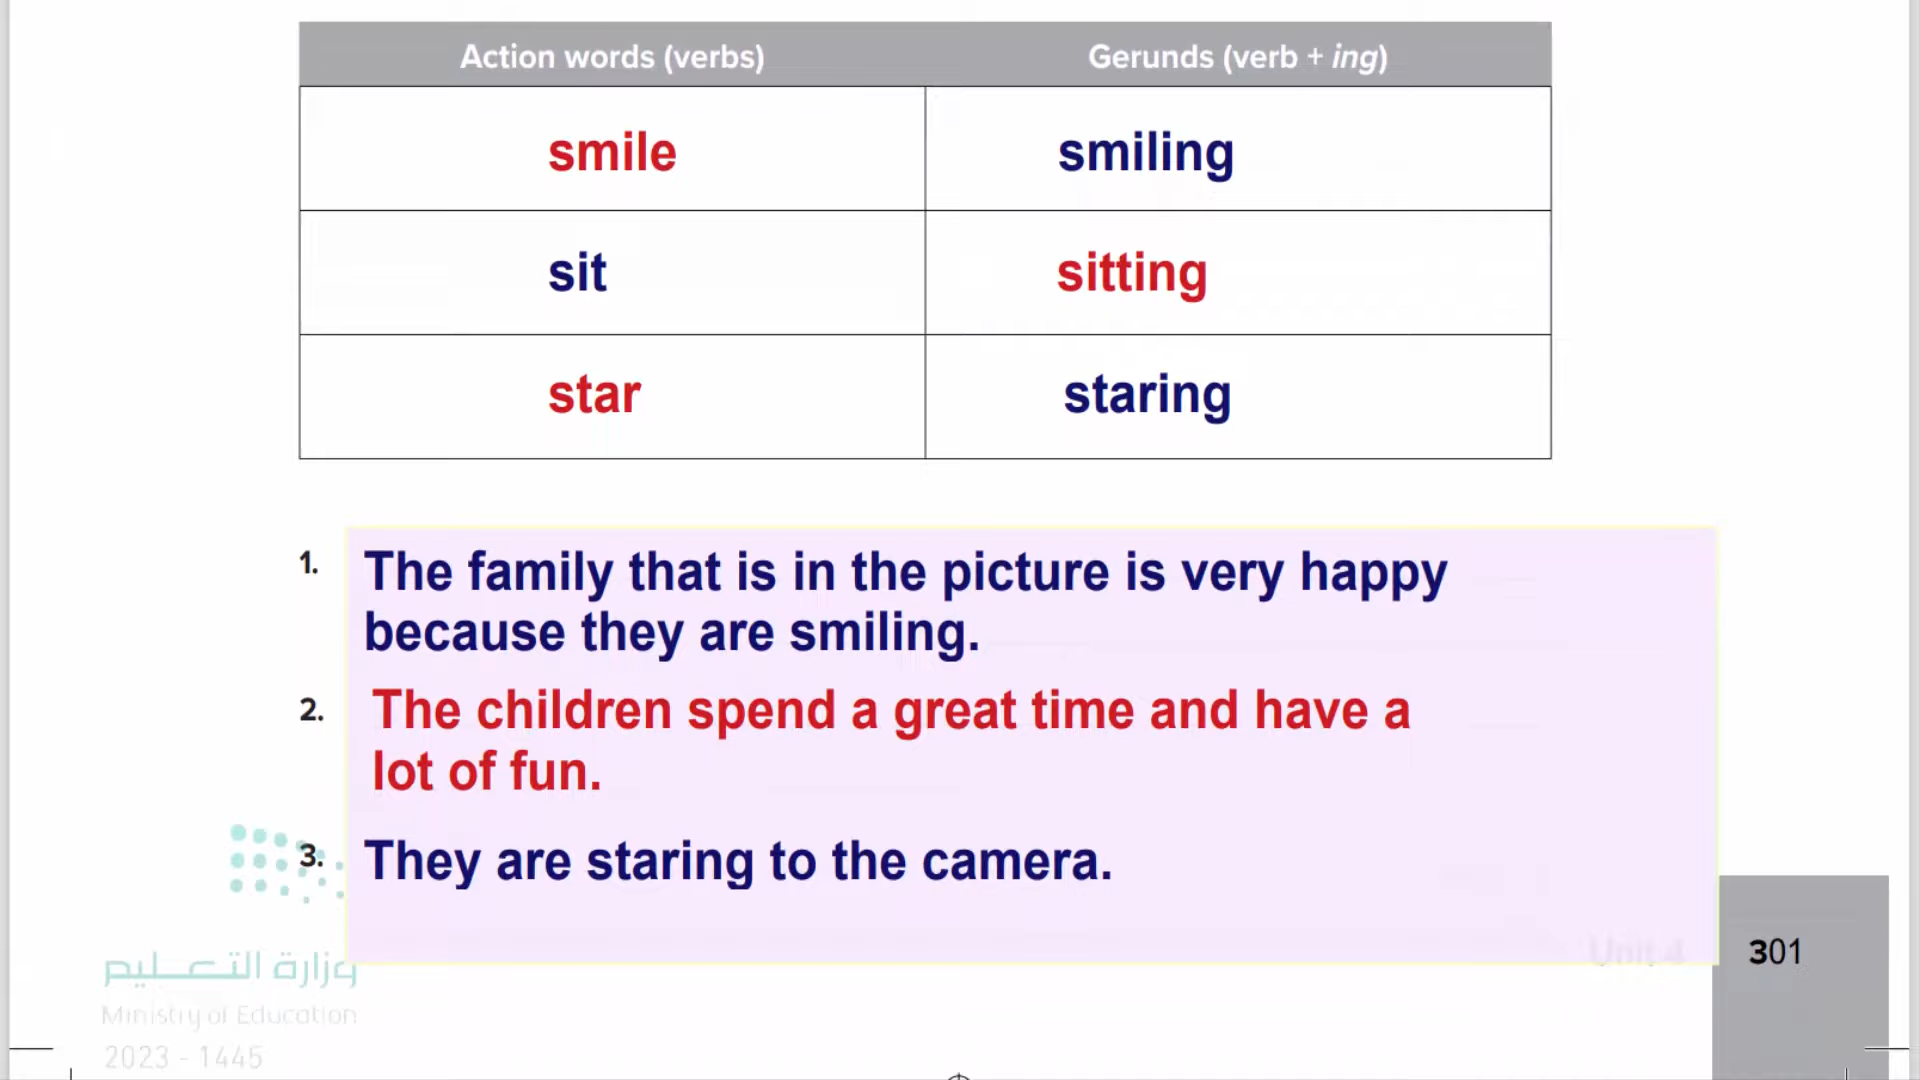 Action words (verbs) Gerunds (verb + ing)
smile smiling
sit sitting
star staring
1. The family that is in the picture is very happy
because they are smiling.
2. The children spend a great time and have a
lot of fun.
3. They are staring to the camera.
Unit 4 301
وزارة التعليم
Ministry of Education
2023 - 1445